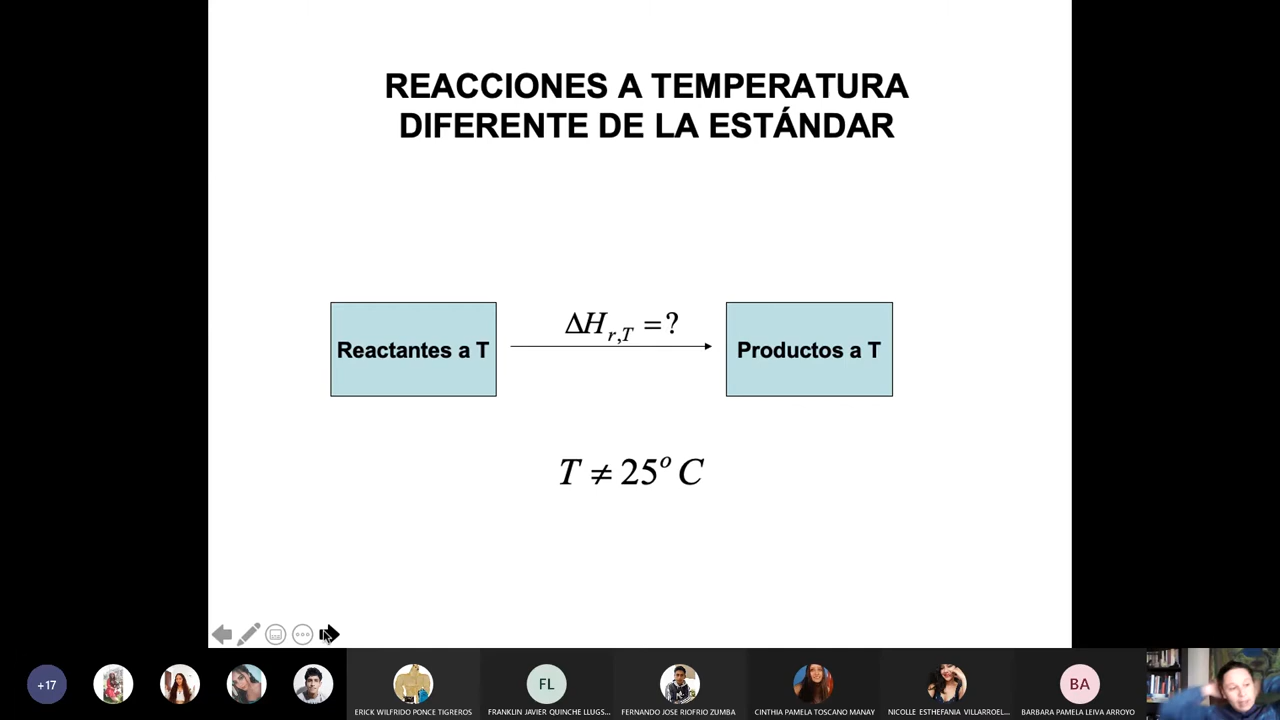 REACCIONES A TEMPERATURA
DIFERENTE DE LA ESTÁNDAR
Reactantes a T
ΔH_{r,T} = ?
Productos a T
T ≠ 25° C
+17
ERICK WILFRIDO PONCE TIGREROS
FL
FRANKLIN JAVIER QUINCHE LLUGS...
FERNANDO JOSE RIOFRIO ZUMBA
CINTHIA PAMELA TOSCANO MANAY
NICOLLE ESTHEFANIA VILLARROEL...
BA
BARBARA PAMELA LEIVA ARROYO